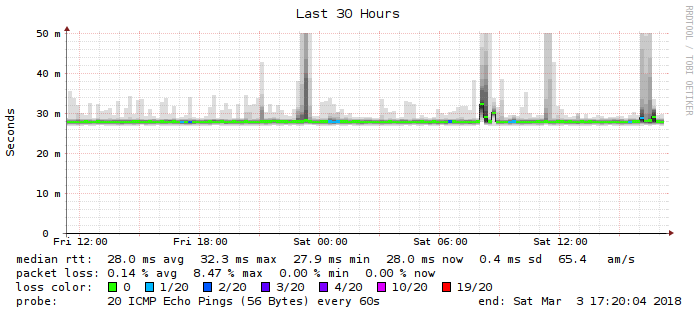 Last 30 Hours
RRDTOOL / TOBI OETIKER
Seconds
50 m
40 m
30 m
20 m
10 m
0
Fri 12:00 Fri 18:00 Sat 00:00 Sat 06:00 Sat 12:00
median rtt: 28.0 ms avg 32.3 ms max 27.9 ms min 28.0 ms now 0.4 ms sd 65.4 am/s
packet loss: 0.14 % avg 8.47 % max 0.00 % min 0.00 % now
loss color: 0 1/20 2/20 3/20 4/20 10/20 19/20
probe: 20 ICMP Echo Pings (56 Bytes) every 60s end: Sat Mar 3 17:20:04 2018